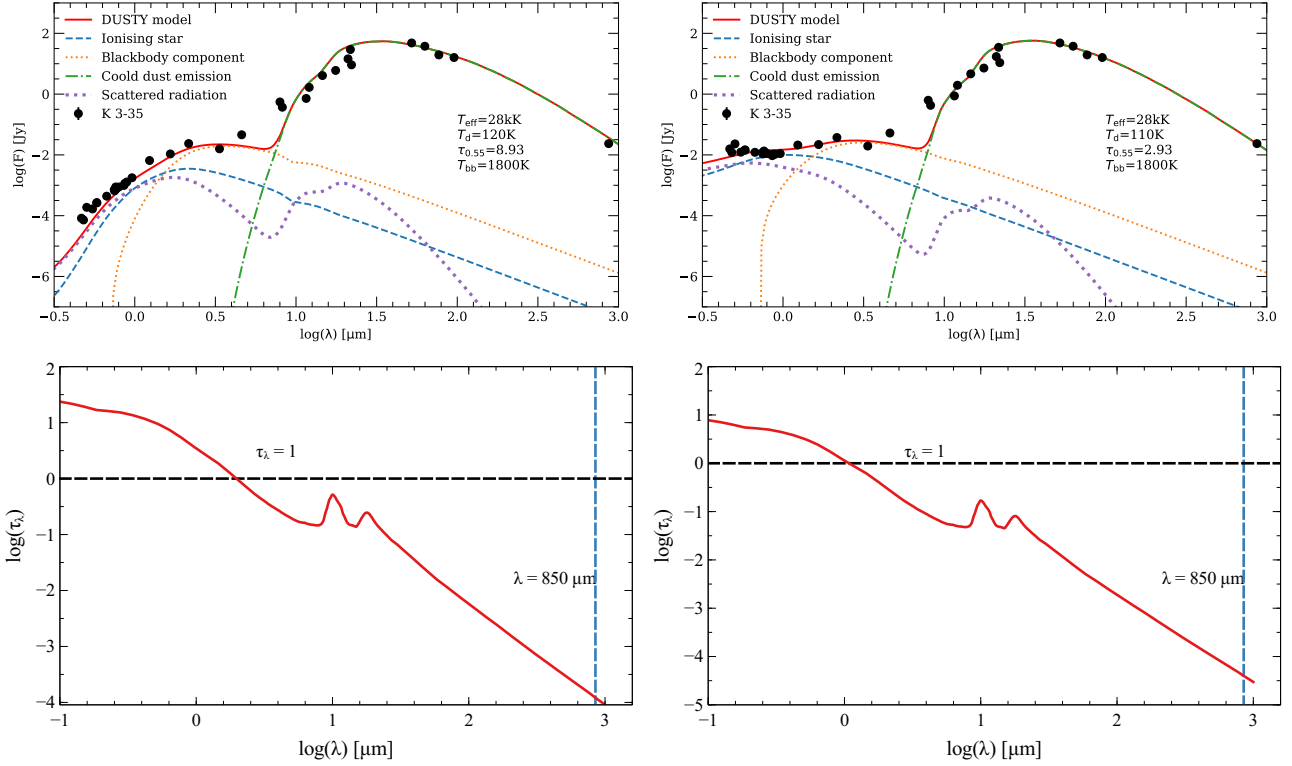 DUSTY model
Ionising star
Blackbody component
Coold dust emission
Scattered radiation
K 3-35
T_eff=28kK
T_d=120K
τ_0.55=8.93
T_bb=1800K
log(F) [Jy]
2
0
−2
−4
−6
−0.5 0.0 0.5 1.0 1.5 2.0 2.5 3.0
log(λ) [μm]
DUSTY model
Ionising star
Blackbody component
Coold dust emission
Scattered radiation
K 3-35
T_eff=28kK
T_d=110K
τ_0.55=2.93
T_bb=1800K
log(F) [Jy]
2
0
−2
−4
−6
−0.5 0.0 0.5 1.0 1.5 2.0 2.5 3.0
log(λ) [μm]
τ_λ = 1
λ = 850 μm
log(τ_λ)
2
1
0
−1
−2
−3
−4
−1 0 1 2 3
log(λ) [μm]
τ_λ = 1
λ = 850 μm
log(τ_λ)
2
1
0
−1
−2
−3
−4
−5
−1 0 1 2 3
log(λ) [μm]